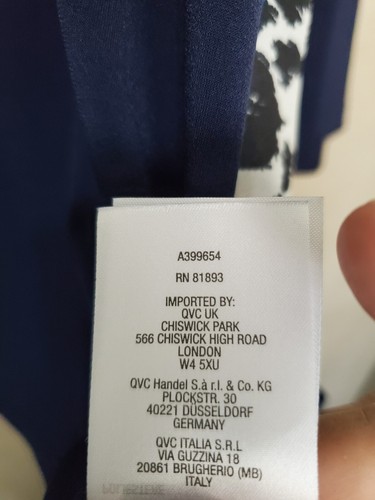 A399654
RN 81893
IMPORTED BY:
QVC UK
CHISWICK PARK
566 CHISWICK HIGH ROAD
LONDON
W4 5XU
QVC Handel S.à r.l. & Co. KG
PLOCKSTR. 30
40221 DÜSSELDORF
GERMANY
QVC ITALIA S.R.L
VIA GUZZINA 18
20861 BRUGHERIO (MB)
ITALY